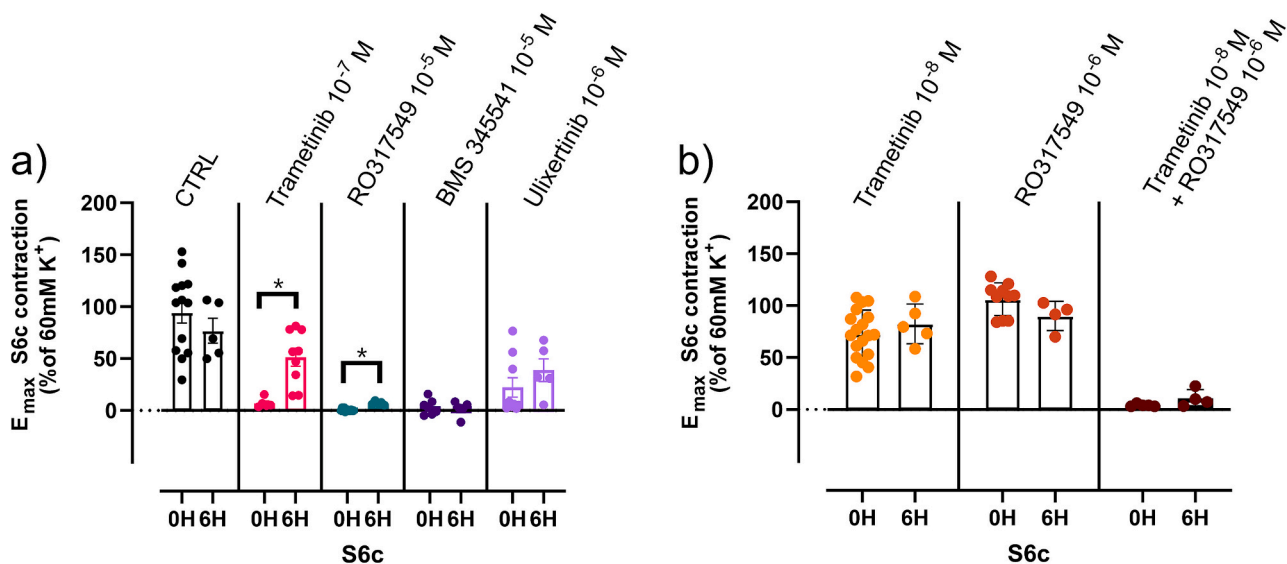 a)
E max S6c contraction
(% of 60mM K+)
CTRL
Trametinib 10-7 M
RO317549 10-5 M
BMS 345541 10-5 M
Ulixertinib 10-6 M
200
150
100
50
0
*
*
0H 6H 0H 6H 0H 6H 0H 6H 0H 6H
S6c
b)
E max S6c contraction
(% of 60mM K+)
Trametinib 10-8 M
RO317549 10-6 M
Trametinib 10-8 M
+ RO317549 10-6 M
200
150
100
50
0
0H 6H 0H 6H 0H 6H
S6c